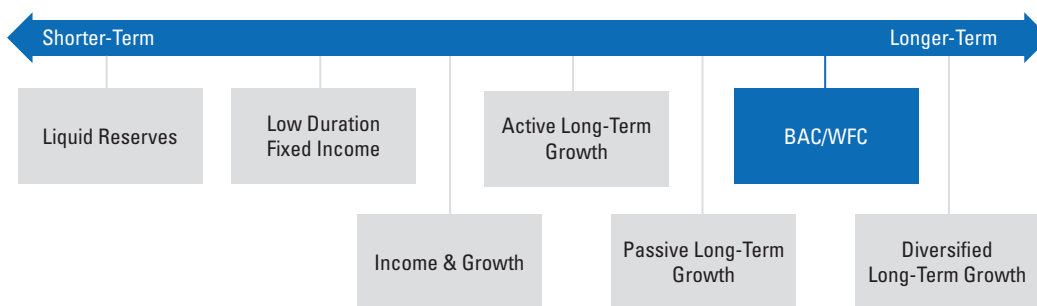 Shorter-Term
Longer-Term
Liquid Reserves
Low Duration
Fixed Income
Active Long-Term
Growth
BAC/WFC
Income & Growth
Passive Long-Term
Growth
Diversified
Long-Term Growth